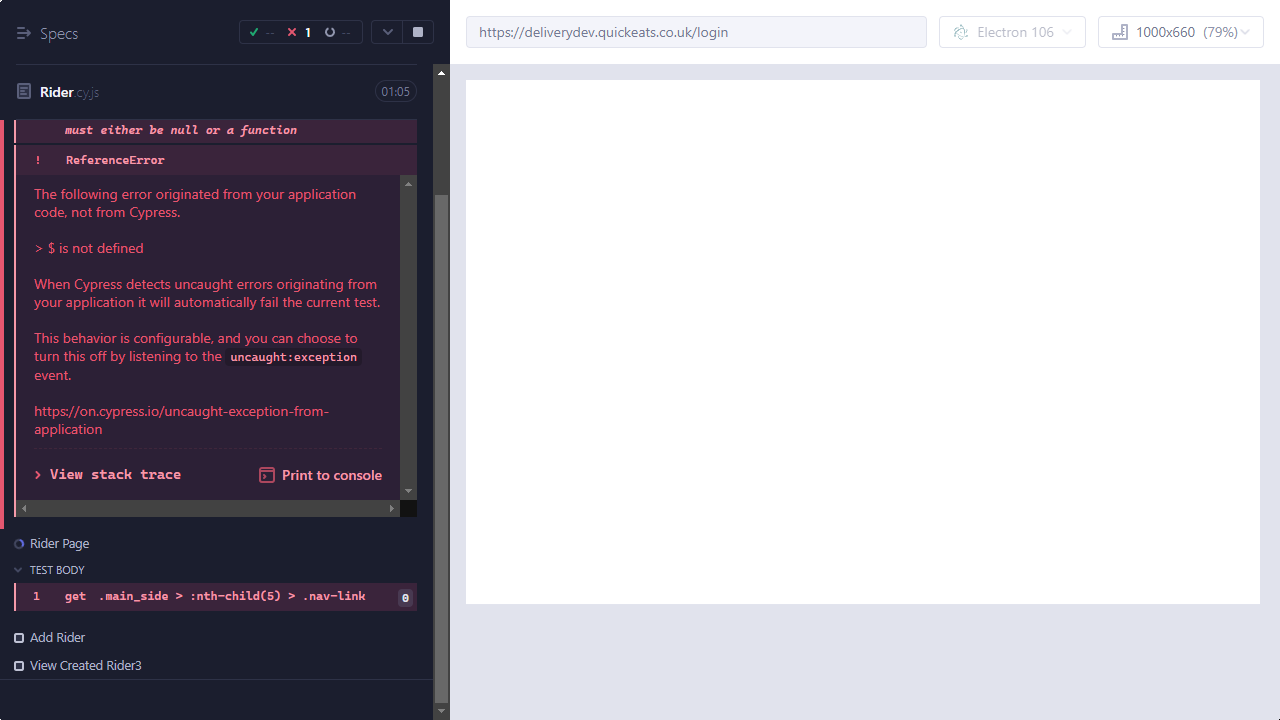 Specs
-- 1 --
https://deliverydev.quickeats.co.uk/login
Electron 106
1000x660 (79%)
Rider.cy.js
01:05
must either be null or a function
! ReferenceError
The following error originated from your application
code, not from Cypress.
> $ is not defined
When Cypress detects uncaught errors originating from
your application it will automatically fail the current test.
This behavior is configurable, and you can choose to
turn this off by listening to the uncaught:exception
event.
https://on.cypress.io/uncaught-exception-from-
application
View stack trace
Print to console
Rider Page
TEST BODY
1 get .main_side > :nth-child(5) > .nav-link 0
Add Rider
View Created Rider3